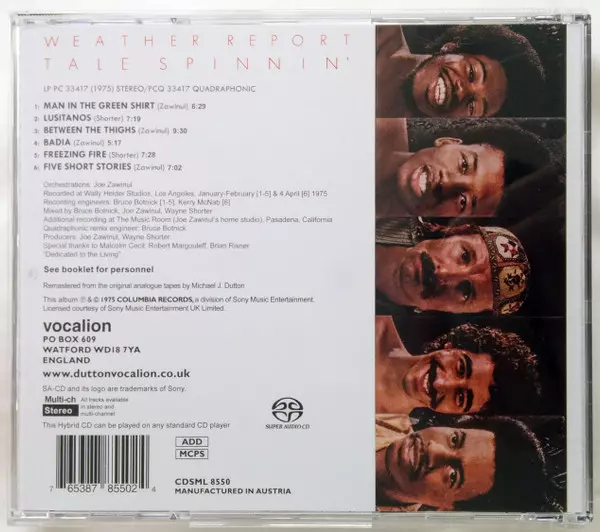 WEATHER REPORT
TALE SPINNIN'
LP PC 33417 (1975) STEREO/PCQ 33417 QUADRAPHONIC
1: MAN IN THE GREEN SHIRT (Zawinul) 6:29
2: LUSITANOS (Shorter) 7:19
3: BETWEEN THE THIGHS (Zawinul) 9:30
4: BADIA (Zawinul) 5:17
5: FREEZING FIRE (Shorter) 7:28
6: FIVE SHORT STORIES (Zawinul) 7:02
Orchestrations: Joe Zawinul
Recorded at Wally Heider Studios, Los Angeles, January-February [1-5] & 4 April [6] 1975
Recording engineers: Bruce Botnick [1-5], Kerry McNab [6]
Mixed by Bruce Botnick, Joe Zawinul, Wayne Shorter
Additional recording at The Music Room (Joe Zawinul's home studio), Pasadena, California
Quadraphonic remix engineer: Bruce Botnick
Producers: Joe Zawinul, Wayne Shorter
Special thanks to Malcolm Cecil, Robert Margouleff, Brian Risner
"Dedicated to the Living"
See booklet for personnel
Remastered from the original analogue tapes by Michael J. Dutton
This album ℗ & © 1975 COLUMBIA RECORDS, a division of Sony Music Entertainment.
Licensed courtesy of Sony Music Entertainment UK Limited.
vocalion
PO BOX 609
WATFORD WD18 7YA
ENGLAND
www.duttonvocalion.co.uk
SA-CD and its logo are trademarks of Sony.
Multi-ch
Stereo
All tracks available
in stereo and
multi-channel
SUPER AUDIO CD
This Hybrid CD can be played on any standard CD player
ADD
MCPS
CDSML 8550
MANUFACTURED IN AUSTRIA
7 65387 85502 4